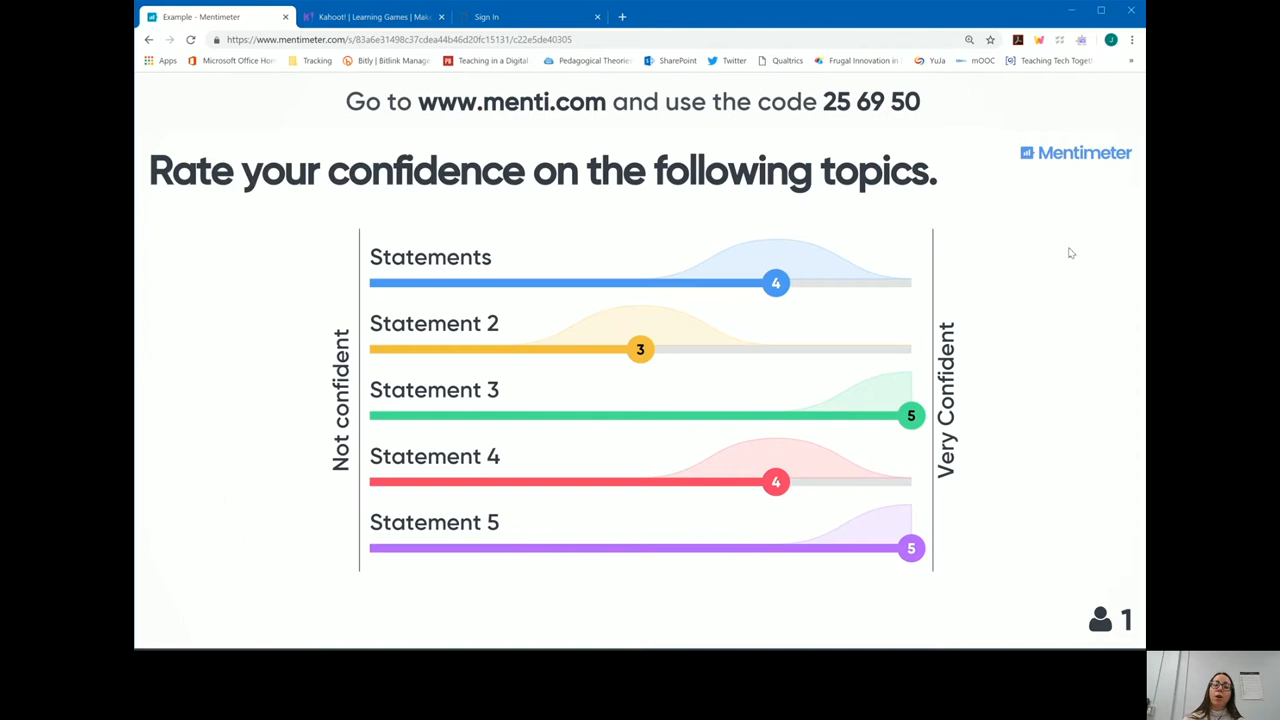 Example - Mentimeter
Kahoot! | Learning Games | Mak
Sign In
https://www.mentimeter.com/s/83a6e31498c37cdea44b46d20fc15131/c22e5de40305
Apps
Microsoft Office Hom
Tracking
Bitly | Bitlink Manage
Teaching in a Digital
Pedagogical Theories
SharePoint
Twitter
Qualtrics
Frugal Innovation in
YuJa
mOOC
Teaching Tech Toget
Go to www.menti.com and use the code 25 69 50
Rate your confidence on the following topics.
Mentimeter
Not confident
Statements
4
Statement 2
3
Statement 3
5
Statement 4
4
Statement 5
5
Very Confident
1